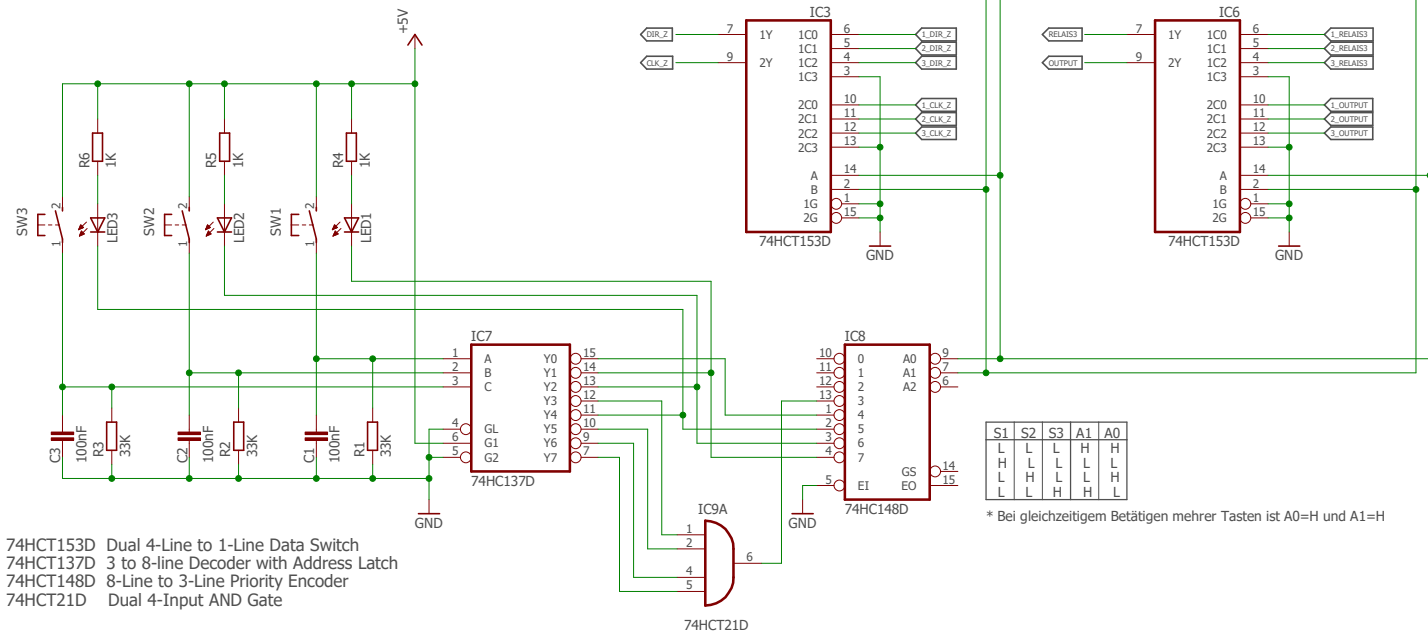 +5V
R6
1K
R5
1K
R4
1K
SW3
2
1
LED3
SW2
2
1
LED2
SW1
2
1
LED1
C3
100nF
R3
33K
C2
100nF
R2
33K
C1
100nF
R1
33K
GND
IC3
DIR_Z
7 1Y
CLK_Z
9 2Y
1C0 6 1_DIR_Z
1C1 5 2_DIR_Z
1C2 4 3_DIR_Z
1C3 3
2C0 10 1_CLK_Z
2C1 11 2_CLK_Z
2C2 12 3_CLK_Z
2C3 13
A 14
B 2
1G 1
2G 15
74HCT153D
GND
IC6
RELAIS3
7 1Y
OUTPUT
9 2Y
1C0 6 1_RELAIS3
1C1 5 2_RELAIS3
1C2 4 3_RELAIS3
1C3 3
2C0 10 1_OUTPUT
2C1 11 2_OUTPUT
2C2 12 3_OUTPUT
2C3 13
A 14
B 2
1G 1
2G 15
74HCT153D
GND
IC7
1 A Y0 15
2 B Y1 14
3 C Y2 13
Y3 12
Y4 11
4 GL Y5 10
6 G1 Y6 9
5 G2 Y7 7
74HC137D
IC8
10 0 A0 9
11 1 A1 7
12 2 A2 6
13 3
1 4
2 5
3 6
4 7
GS 14
5 EI EO 15
74HC148D
GND
IC9A
1
2
4
5
6
74HCT21D
S1 S2 S3 A1 A0
L L L H H
H L L L L
L H L L H
L L H H L
* Bei gleichzeitigem Betätigen mehrer Tasten ist A0=H und A1=H
74HCT153D Dual 4-Line to 1-Line Data Switch
74HCT137D 3 to 8-line Decoder with Address Latch
74HCT148D 8-Line to 3-Line Priority Encoder
74HCT21D Dual 4-Input AND Gate